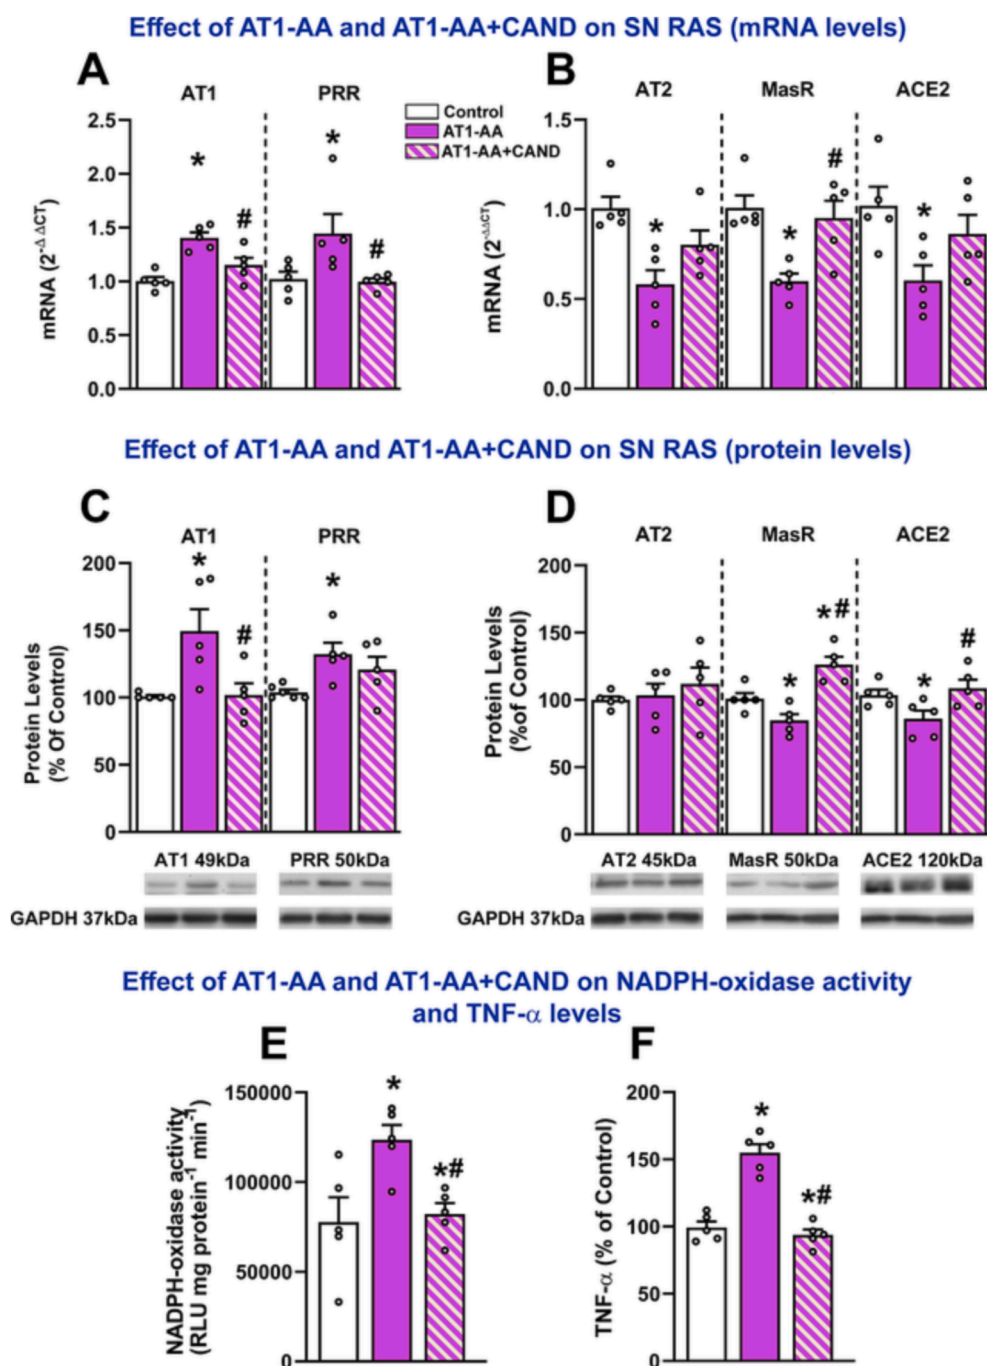 Effect of AT1-AA and AT1-AA+CAND on SN RAS (mRNA levels)
A
AT1
PRR
Control
AT1-AA
AT1-AA+CAND
mRNA (2^-ΔΔCT)
2.5
2.0
1.5
1.0
0.5
0.0
*
#
*
#
B
AT2
MasR
ACE2
mRNA (2^-ΔΔCT)
1.5
1.0
0.5
0.0
*
*
#
*
Effect of AT1-AA and AT1-AA+CAND on SN RAS (protein levels)
C
AT1
PRR
Protein Levels
(% Of Control)
200
150
100
50
0
*
#
*
AT1 49kDa
PRR 50kDa
GAPDH 37kDa
D
AT2
MasR
ACE2
Protein Levels
(%of Control)
200
150
100
50
0
*
*#
*
#
AT2 45kDa
MasR 50kDa
ACE2 120kDa
GAPDH 37kDa
Effect of AT1-AA and AT1-AA+CAND on NADPH-oxidase activity
and TNF-α levels
E
NADPH-oxidase activity
(RLU mg protein^-1 min^-1)
150000
100000
50000
0
*
*#
F
TNF-α (% of Control)
200
150
100
50
0
*
*#